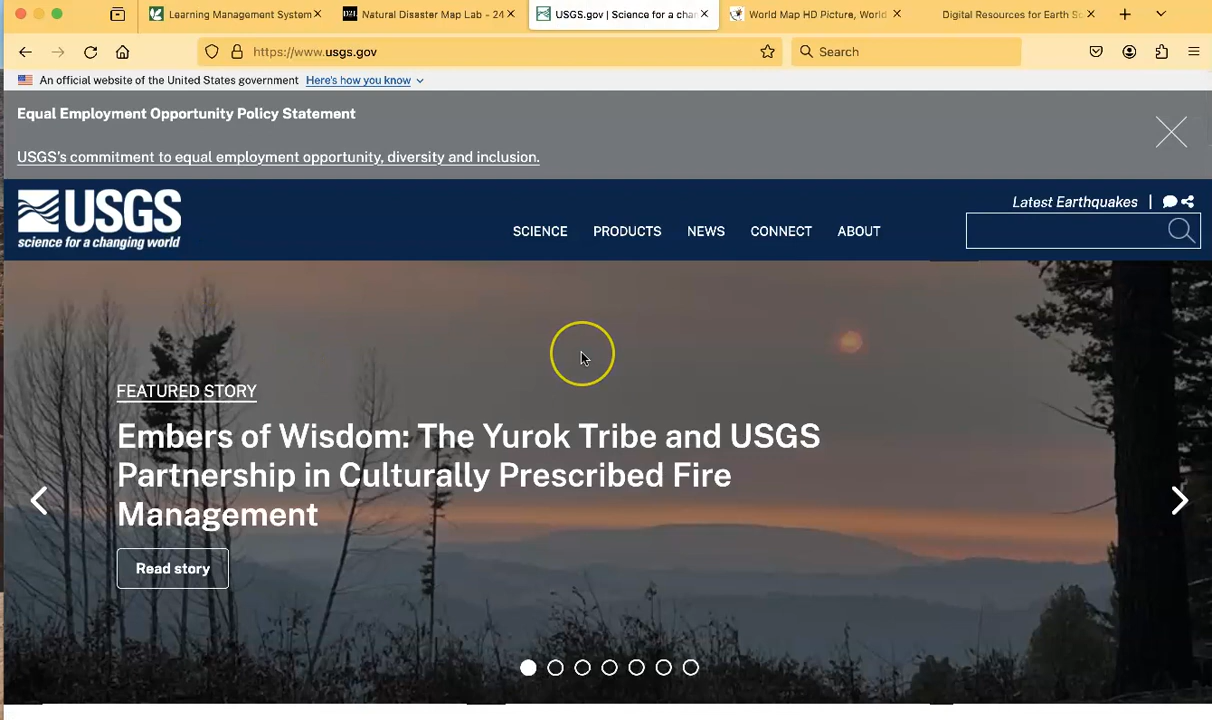 Learning Management System
Natural Disaster Map Lab - 24
USGS.gov | Science for a chan
World Map HD Picture, World
Digital Resources for Earth Sc
https://www.usgs.gov
Search
An official website of the United States government Here's how you know
Equal Employment Opportunity Policy Statement
USGS's commitment to equal employment opportunity, diversity and inclusion.
USGS
science for a changing world
Latest Earthquakes |
SCIENCE PRODUCTS NEWS CONNECT ABOUT
FEATURED STORY
Embers of Wisdom: The Yurok Tribe and USGS
Partnership in Culturally Prescribed Fire
Management
Read story